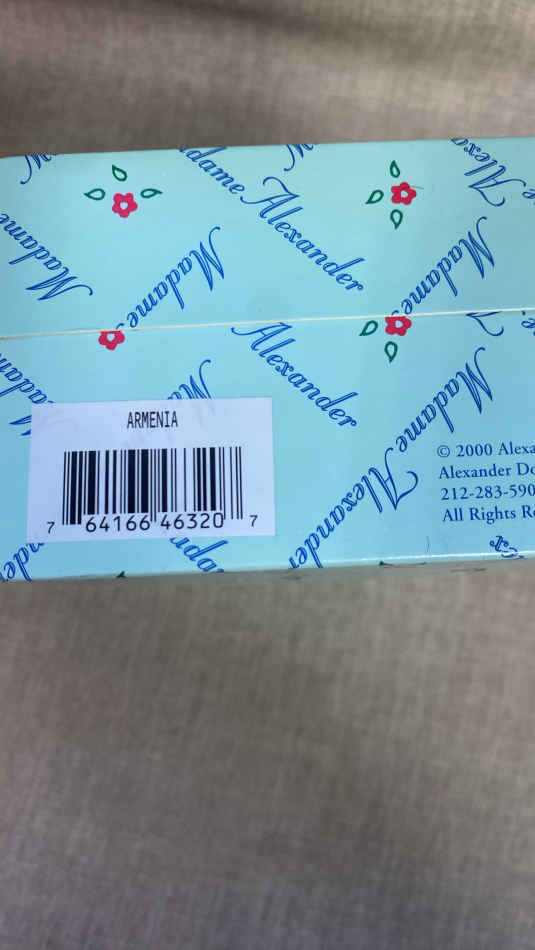 Madame Alexander
Madame
Madame
Alexander
Madame Alexander
ARMENIA
7 64166 46320 7
© 2000 Alexa
Alexander Do
212-283-590
All Rights Re